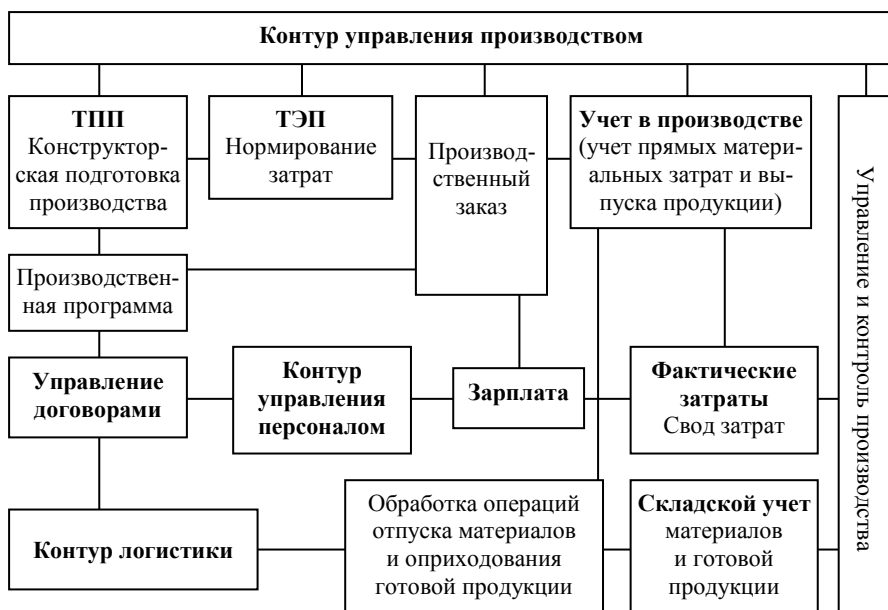 Контур управления производством
ТПП
Конструктор-
ская подготовка
производства
ТЭП
Нормирование
затрат
Производ-
ственный
заказ
Учет в производстве
(учет прямых матери-
альных затрат и вы-
пуска продукции)
Управление и контроль производства
Производствен-
ная программа
Управление
договорами
Контур
управления
персоналом
Зарплата
Фактические
затраты
Свод затрат
Контур логистики
Обработка операций
отпуска материалов
и оприходования
готовой продукции
Складской учет
материалов
и готовой
продукции